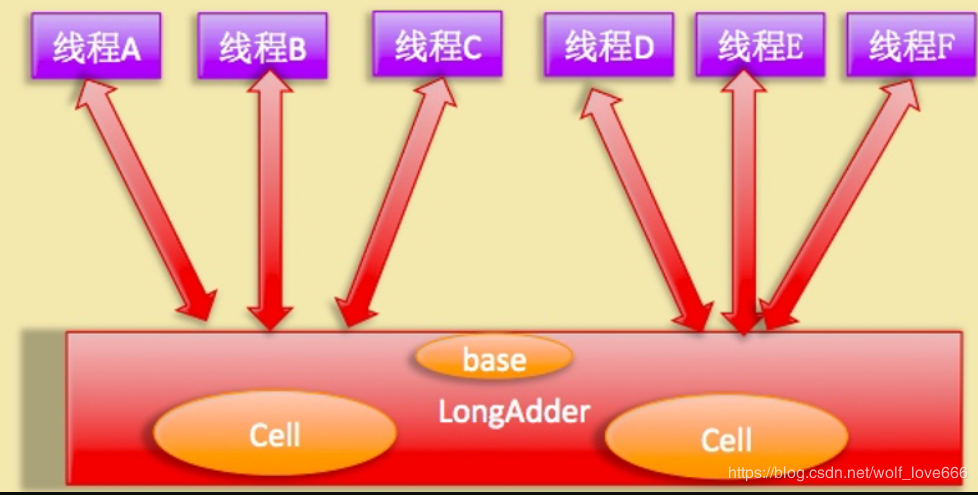 线程A
线程B
线程C
线程D
线程E
线程F
base
LongAdder
Cell
Cell
https://blog.csdn.net/wolf_love666